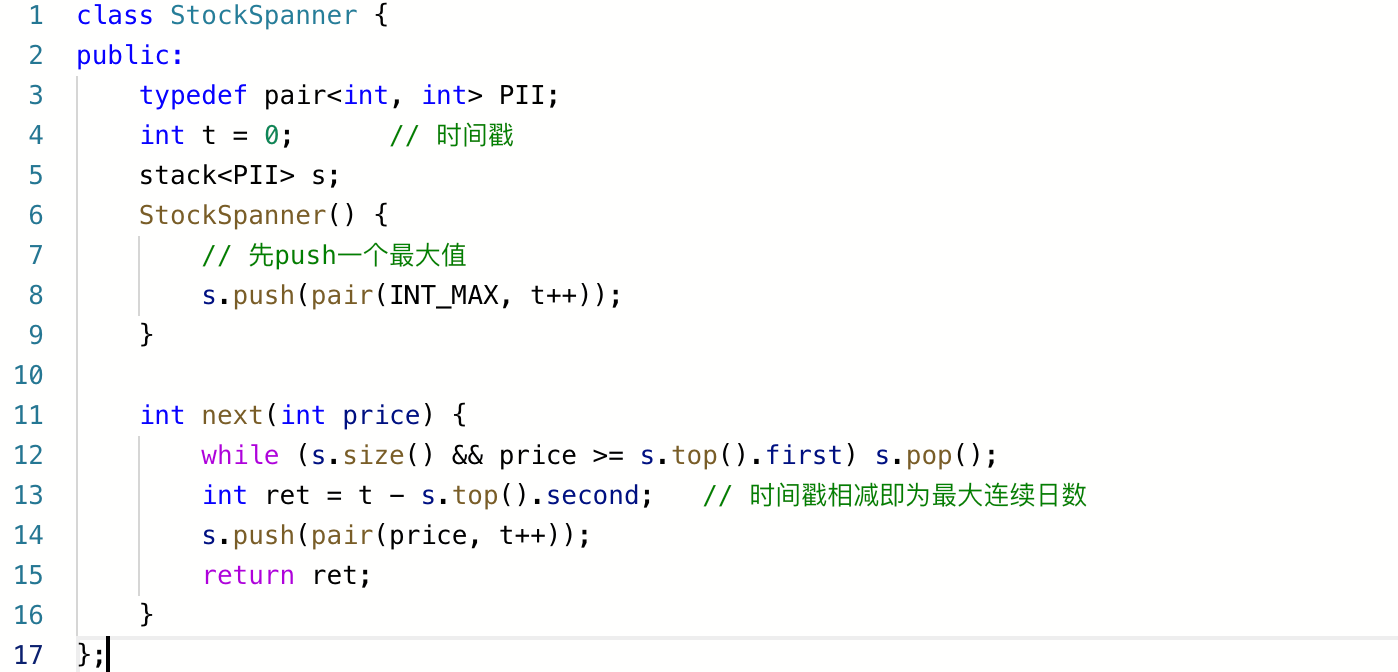 1 class StockSpanner {
2 public:
3     typedef pair<int, int> PII;
4     int t = 0;      // 时间戳
5     stack<PII> s;
6     StockSpanner() {
7         // 先push一个最大值
8         s.push(pair(INT_MAX, t++));
9     }
10
11     int next(int price) {
12         while (s.size() && price >= s.top().first) s.pop();
13         int ret = t - s.top().second;   // 时间戳相减即为最大连续日数
14         s.push(pair(price, t++));
15         return ret;
16     }
17 };